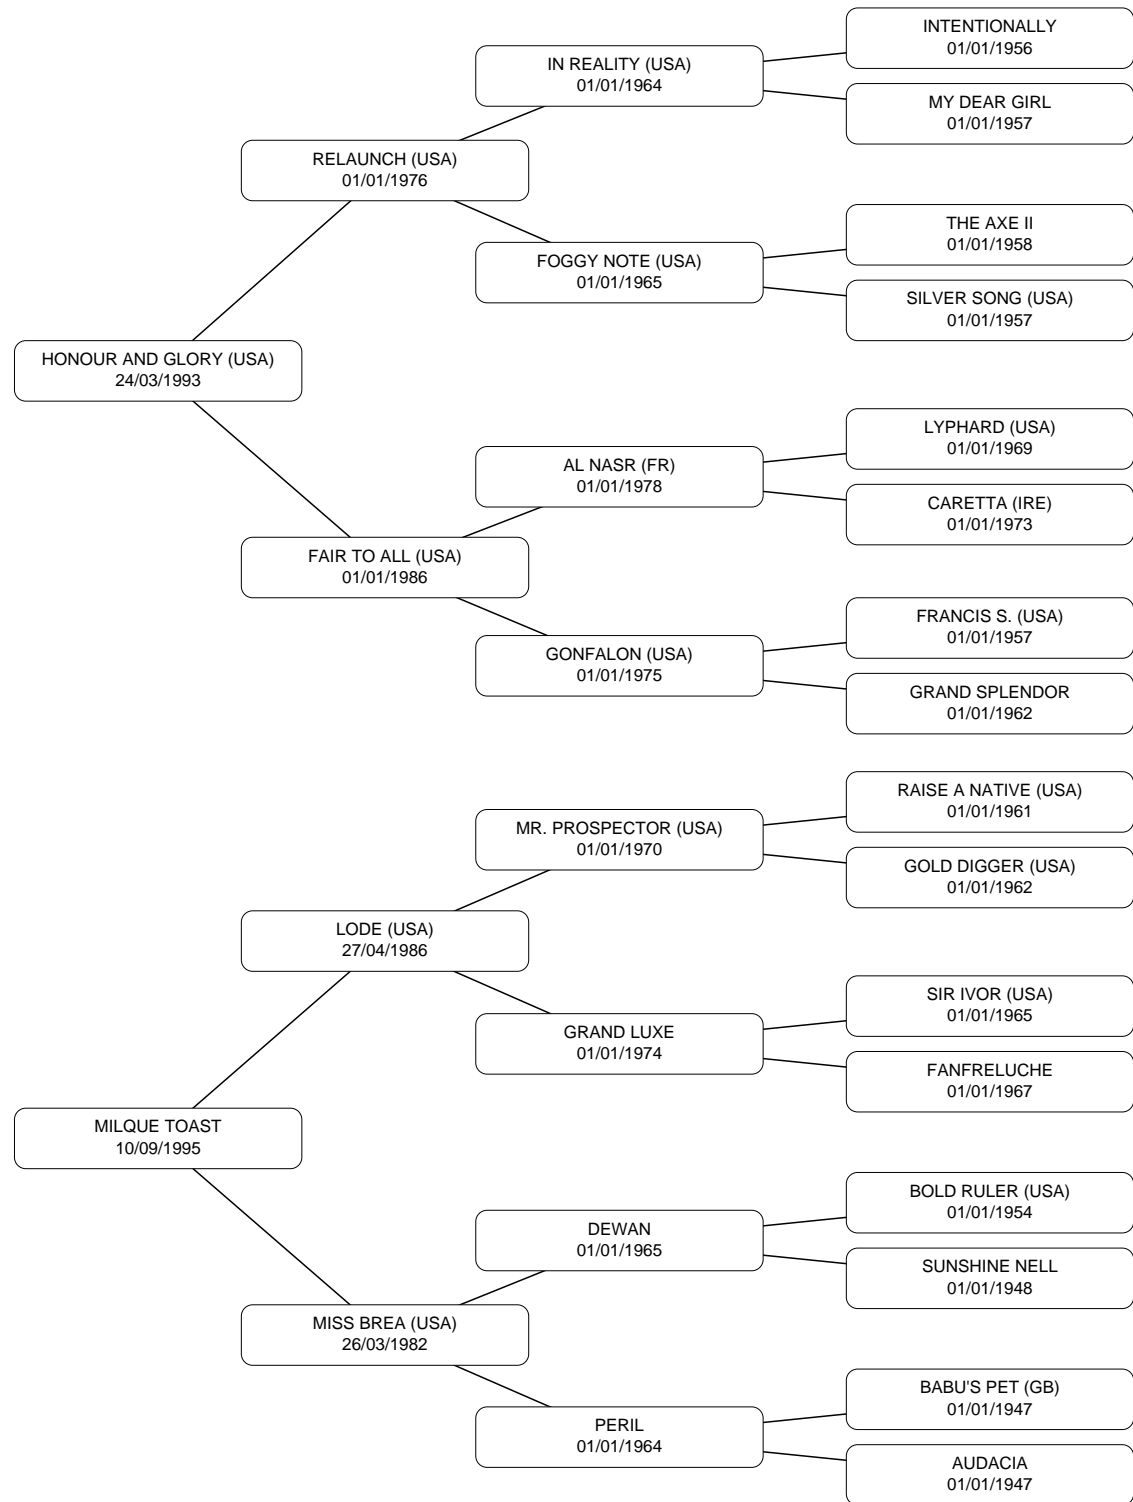 INTENTIONALLY
01/01/1956
IN REALITY (USA)
01/01/1964
MY DEAR GIRL
01/01/1957
RELAUNCH (USA)
01/01/1976
THE AXE II
01/01/1958
FOGGY NOTE (USA)
01/01/1965
SILVER SONG (USA)
01/01/1957
HONOUR AND GLORY (USA)
24/03/1993
LYPHARD (USA)
01/01/1969
AL NASR (FR)
01/01/1978
CARETTA (IRE)
01/01/1973
FAIR TO ALL (USA)
01/01/1986
FRANCIS S. (USA)
01/01/1957
GONFALON (USA)
01/01/1975
GRAND SPLENDOR
01/01/1962
RAISE A NATIVE (USA)
01/01/1961
MR. PROSPECTOR (USA)
01/01/1970
GOLD DIGGER (USA)
01/01/1962
LODE (USA)
27/04/1986
SIR IVOR (USA)
01/01/1965
GRAND LUXE
01/01/1974
FANFRELUCHE
01/01/1967
MILQUE TOAST
10/09/1995
BOLD RULER (USA)
01/01/1954
DEWAN
01/01/1965
SUNSHINE NELL
01/01/1948
MISS BREA (USA)
26/03/1982
BABU'S PET (GB)
01/01/1947
PERIL
01/01/1964
AUDACIA
01/01/1947